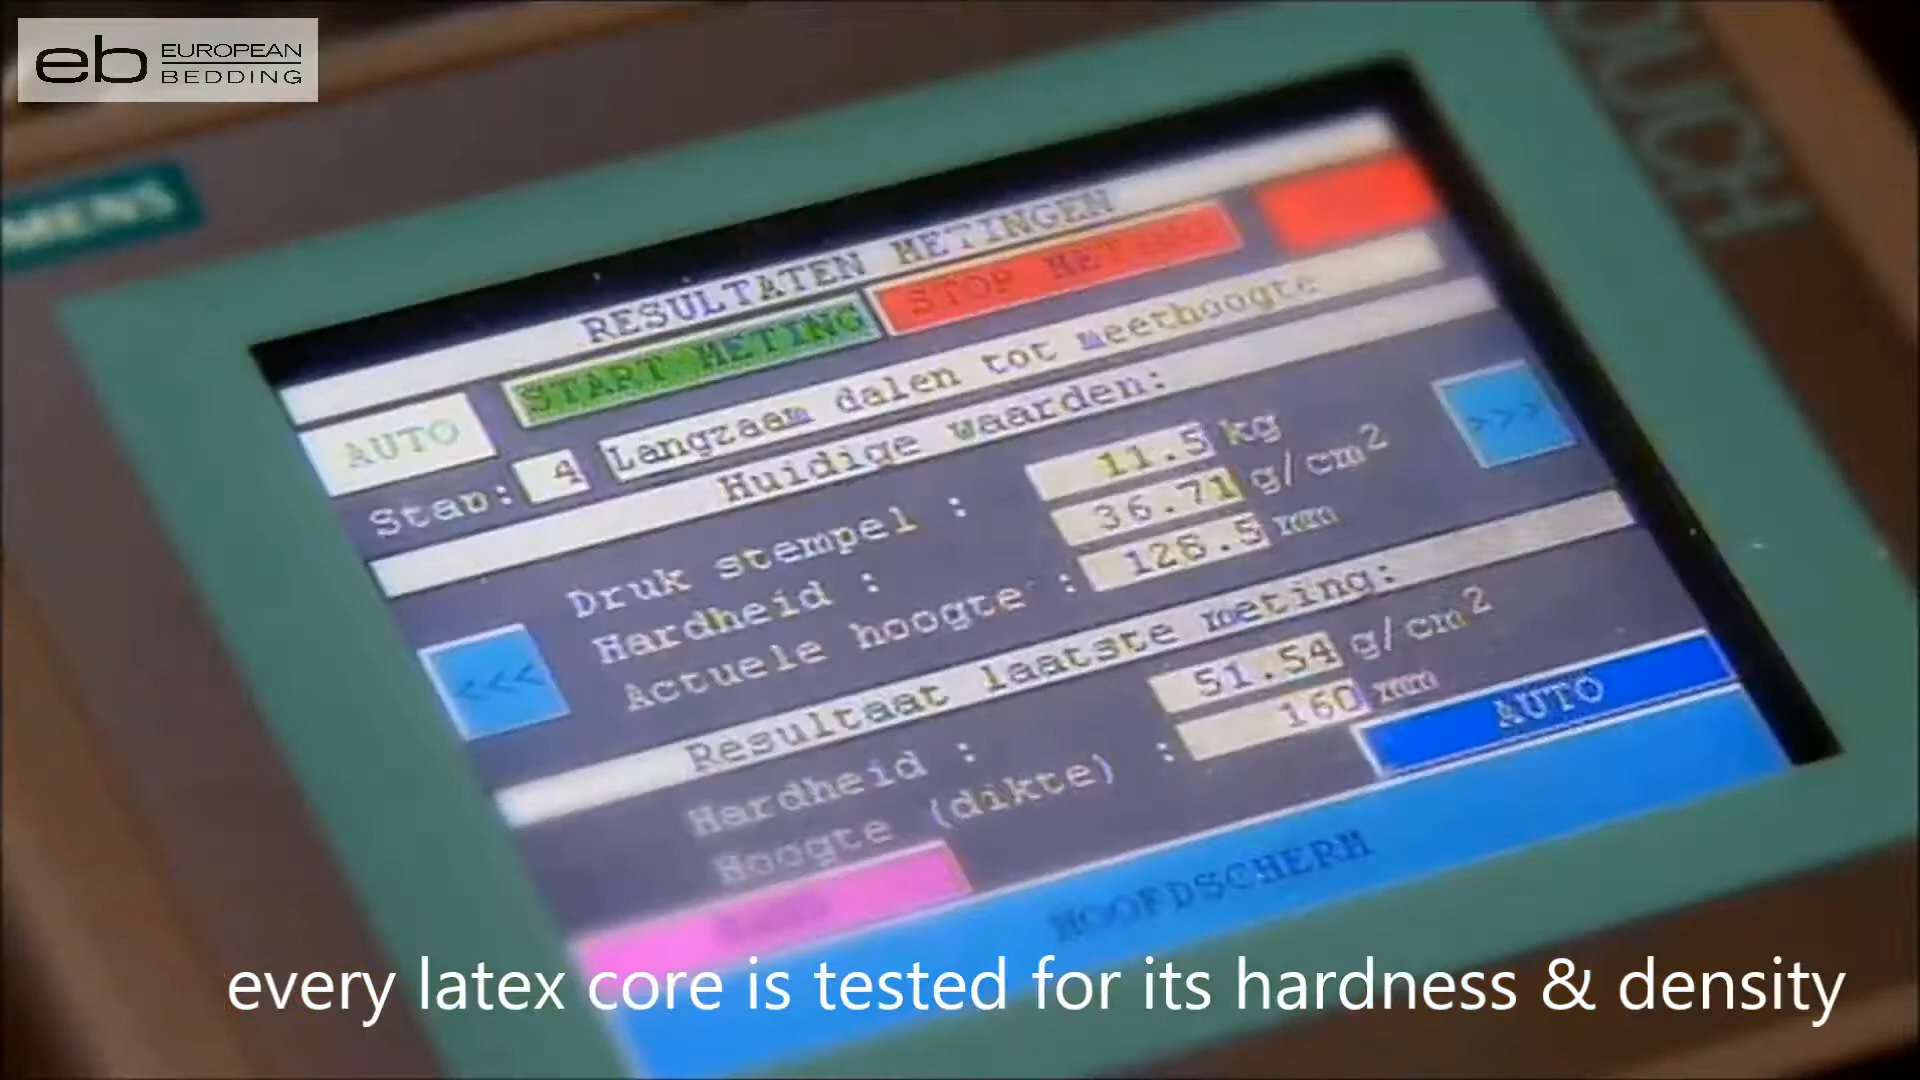 eb EUROPEAN
BEDDING
RESULTATEN METINGEN
START METING
STOP METING
AUTO
Stap: 4
Langzaam dalen tot meethoogte
Huidige waarden:
Druk stempel : 11.5 kg
Hardheid : 36.71 g/cm²
Actuele hoogte : 128.5 mm
>>>
<<<
Resultaat laatste meting:
Hardheid : 51.54 g/cm²
Hoogte (dikte) : 160 mm
AUTO
HOOFDSCHERM
every latex core is tested for its hardness & density